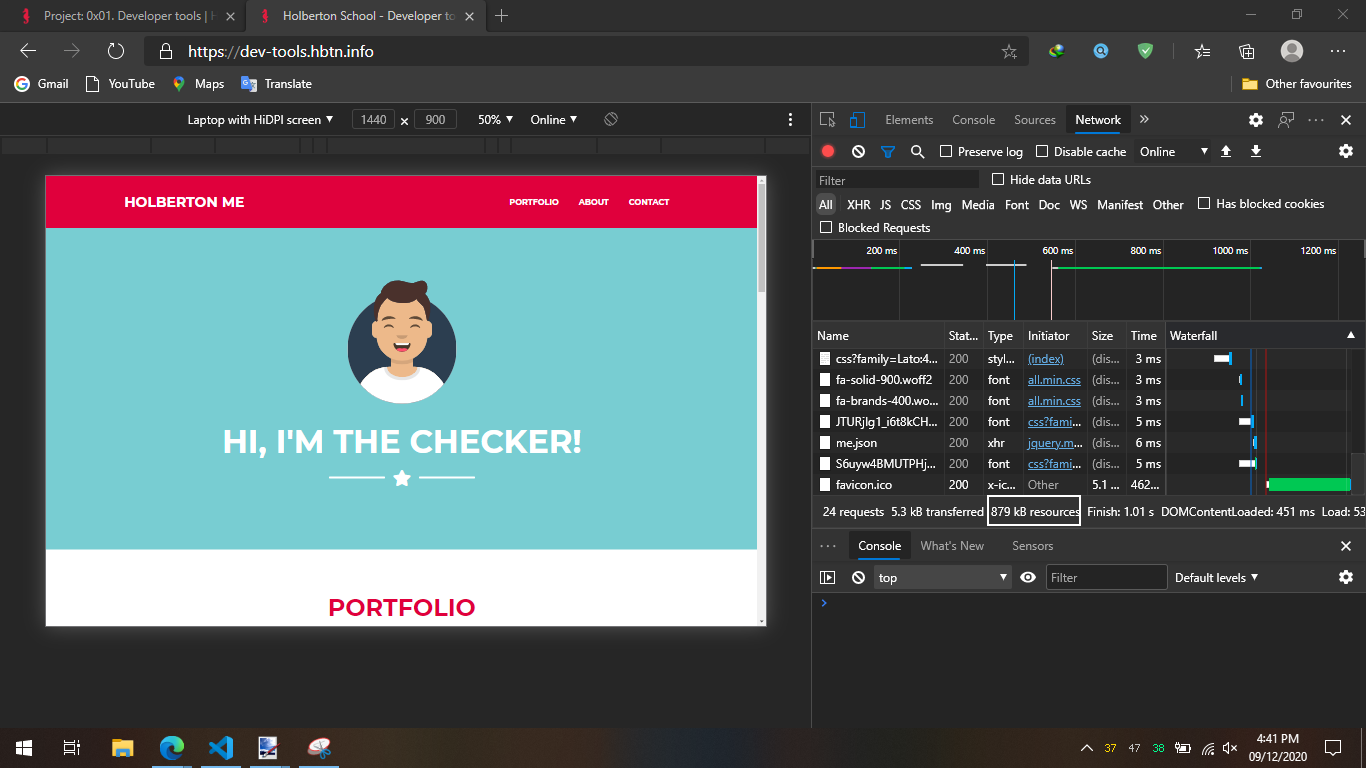 Project: 0x01. Developer tools | H
Holberton School - Developer to
https://dev-tools.hbtn.info
Gmail YouTube Maps Translate Other favourites
Laptop with HiDPI screen 1440 x 900 50% Online
Elements Console Sources Network
Preserve log Disable cache Online
Filter Hide data URLs
All XHR JS CSS Img Media Font Doc WS Manifest Other Has blocked cookies
Blocked Requests
200 ms 400 ms 600 ms 800 ms 1000 ms 1200 ms
Name Stat... Type Initiator Size Time Waterfall
css?family=Lato:4... 200 styl... (index) (dis... 3 ms
fa-solid-900.woff2 200 font all.min.css (dis... 3 ms
fa-brands-400.wo... 200 font all.min.css (dis... 3 ms
JTURjIg1_i6t8kCH... 200 font css?fami... (dis... 5 ms
me.json 200 xhr jquery.m... (dis... 6 ms
S6uyw4BMUTPHj... 200 font css?fami... (dis... 5 ms
favicon.ico 200 x-ic... Other 5.1 ... 462...
24 requests 5.3 kB transferred 879 kB resources Finish: 1.01 s DOMContentLoaded: 451 ms Load: 53
Console What's New Sensors
top Filter Default levels
HOLBERTON ME
PORTFOLIO ABOUT CONTACT
HI, I'M THE CHECKER!
PORTFOLIO
37 47 38
4:41 PM
09/12/2020